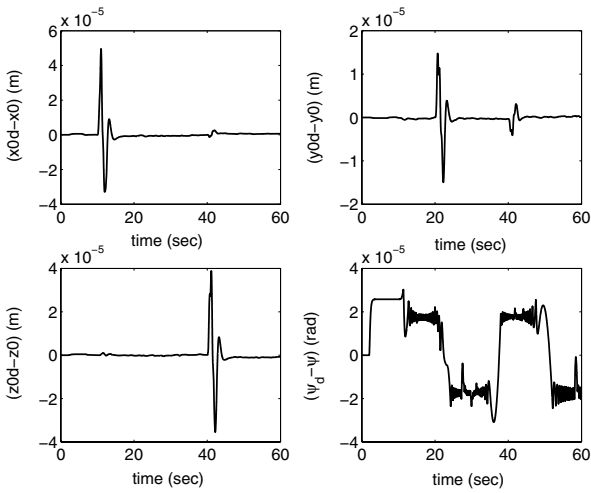 x 10⁻⁵
6
4
2
0
−2
−4
0 20 40 60
time (sec)
(x0d−x0) (m)
x 10⁻⁵
2
1
0
−1
−2
0 20 40 60
time (sec)
(y0d−y0) (m)
x 10⁻⁵
4
2
0
−2
−4
0 20 40 60
time (sec)
(z0d−z0) (m)
x 10⁻⁵
4
2
0
−2
−4
0 20 40 60
time (sec)
(ψ_d−ψ) (rad)